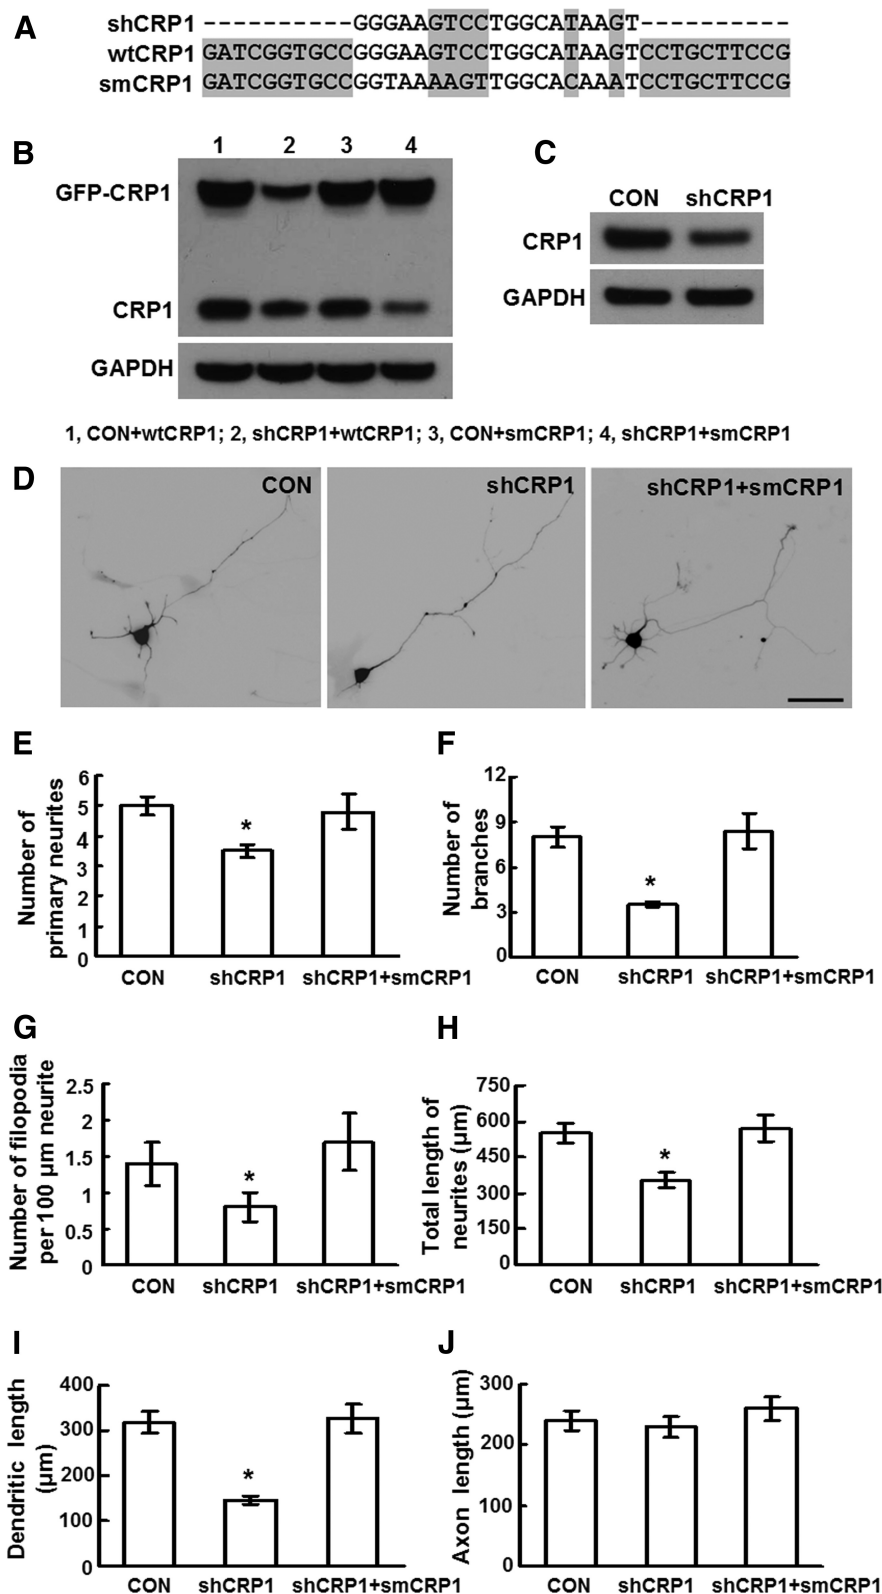 A
shCRP1 ----------GGGAAGTCCTGGCATAAGT----------
wtCRP1 GATCGGTGCCGGGAAGTCCTGGCATAAGTCCTGCTTCCG
smCRP1 GATCGGTGCCGGTAAAAGTTGGCACAAATCCTGCTTCCG
B
1 2 3 4
GFP-CRP1
CRP1
GAPDH
C
CON shCRP1
CRP1
GAPDH
1, CON+wtCRP1; 2, shCRP1+wtCRP1; 3, CON+smCRP1; 4, shCRP1+smCRP1
D
CON
shCRP1
shCRP1+smCRP1
E
Number of
primary neurites
6
5
4
3
2
1
0
*
CON shCRP1 shCRP1+smCRP1
F
Number of
branches
12
9
6
3
0
*
CON shCRP1 shCRP1+smCRP1
G
Number of filopodia
per 100 µm neurite
2.5
2
1.5
1
0.5
0
*
CON shCRP1 shCRP1+smCRP1
H
Total length of
neurites (µm)
750
600
450
300
150
0
*
CON shCRP1 shCRP1+smCRP1
I
Dendritic length
(µm)
400
300
200
100
0
*
CON shCRP1 shCRP1+smCRP1
J
Axon length (µm)
300
200
100
0
CON shCRP1 shCRP1+smCRP1